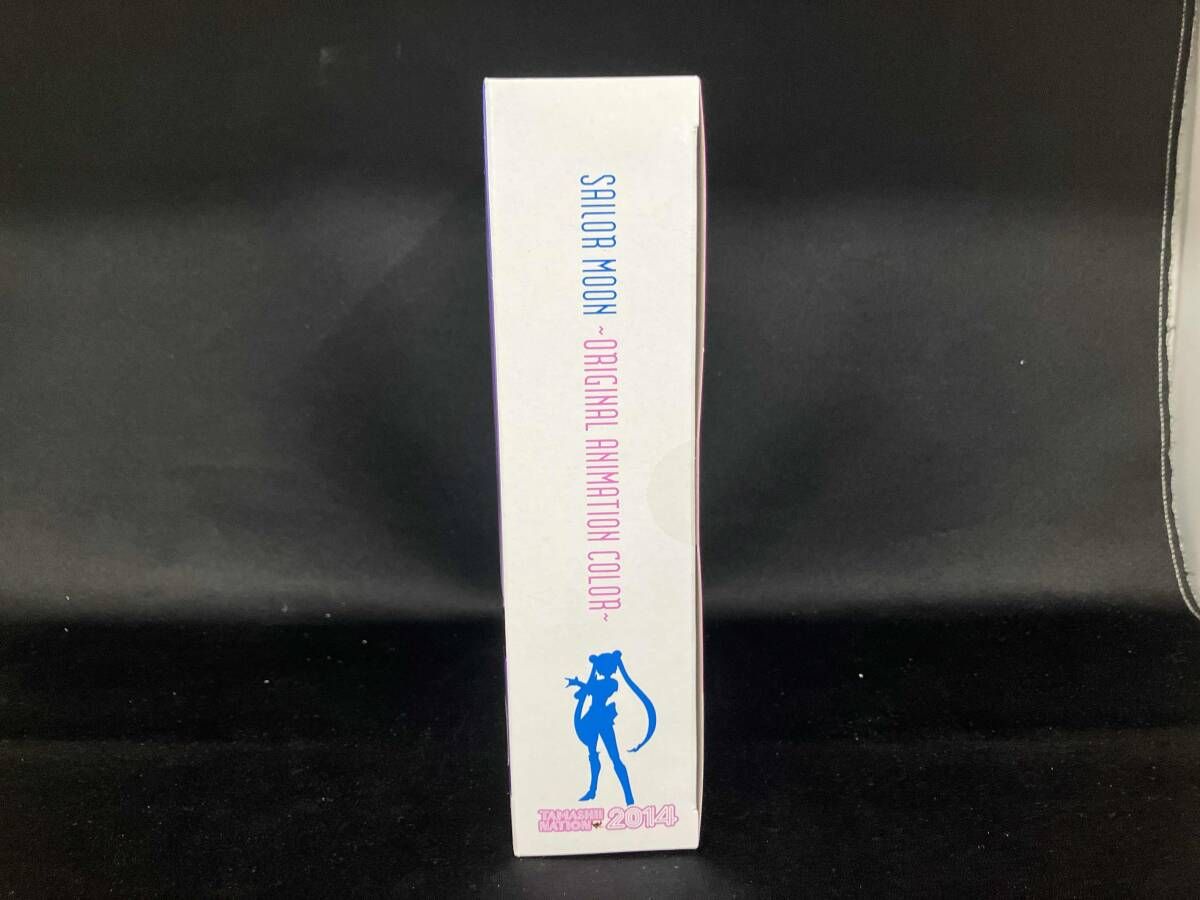 SAILOR MOON ~ORIGINAL ANIMATION COLOR~
TAMASHII
NATION 2014